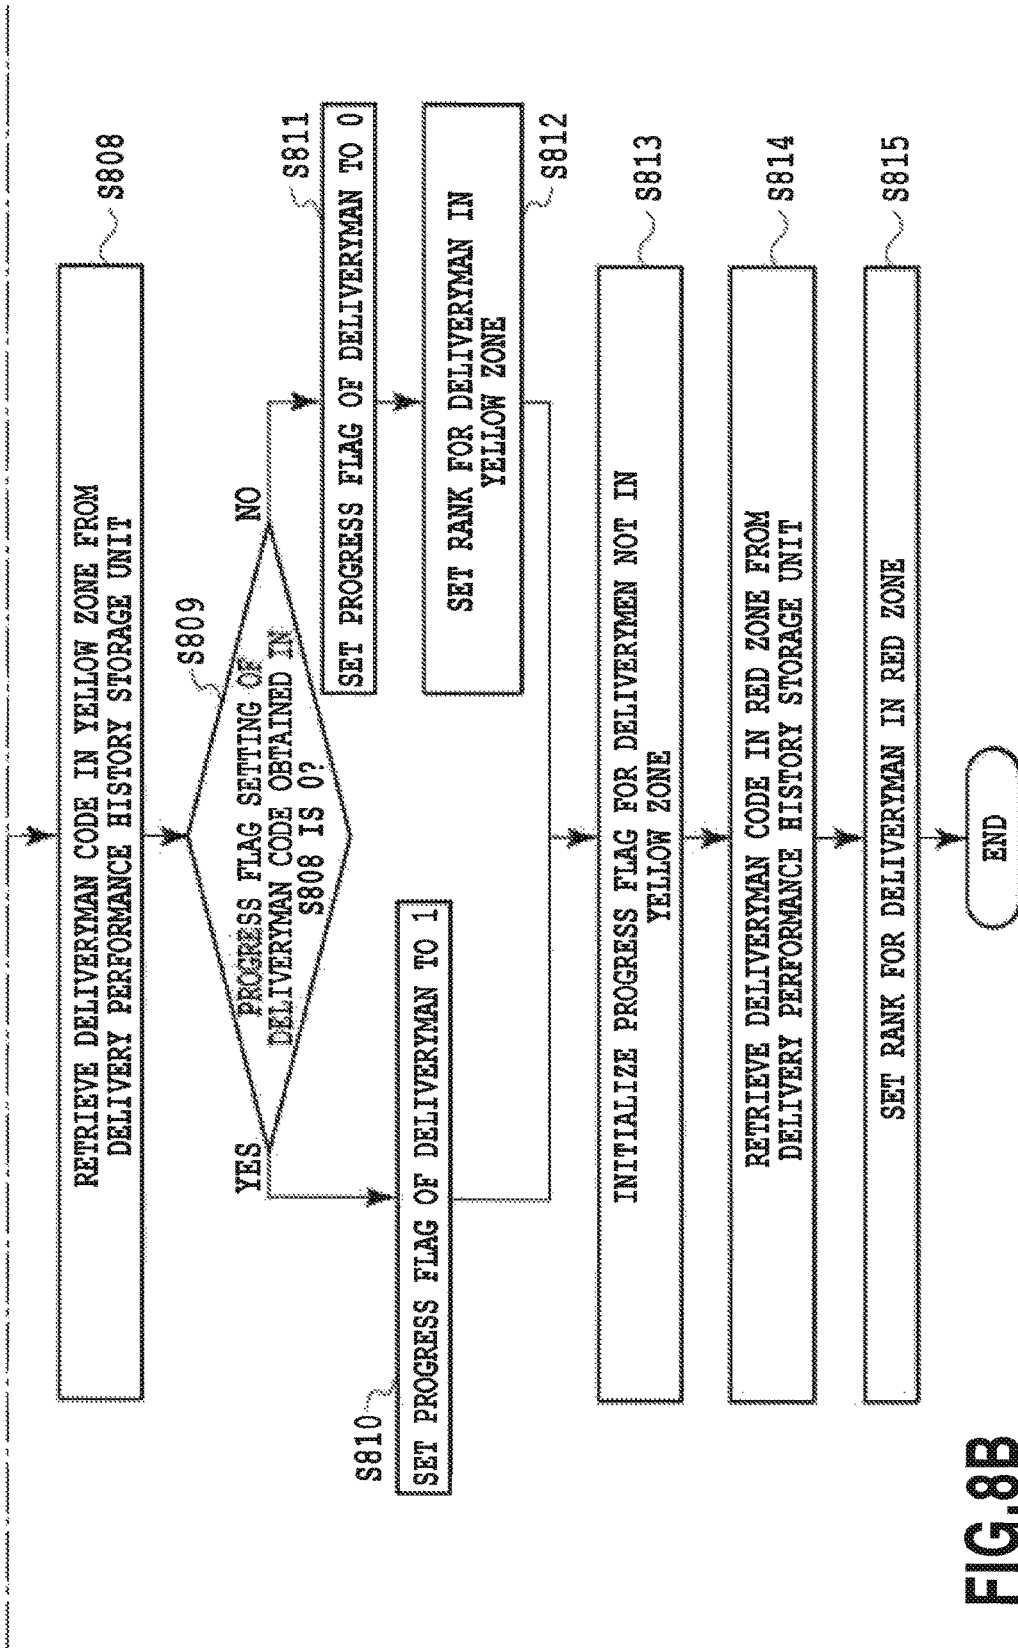 RETRIEVE DELIVERYMAN CODE IN YELLOW ZONE FROM
DELIVERY PERFORMANCE HISTORY STORAGE UNIT
S808
PROGRESS FLAG SETTING OF
DELIVERYMAN CODE OBTAINED IN
S808 IS 0?
S809
YES
NO
S810
SET PROGRESS FLAG OF DELIVERYMAN TO 1
S811
SET PROGRESS FLAG OF DELIVERYMAN TO 0
SET RANK FOR DELIVERYMAN IN
YELLOW ZONE
S812
INITIALIZE PROGRESS FLAG FOR DELIVERYMEN NOT IN
YELLOW ZONE
S813
RETRIEVE DELIVERYMAN CODE IN RED ZONE FROM
DELIVERY PERFORMANCE HISTORY STORAGE UNIT
S814
SET RANK FOR DELIVERYMAN IN RED ZONE
S815
END
FIG.8B